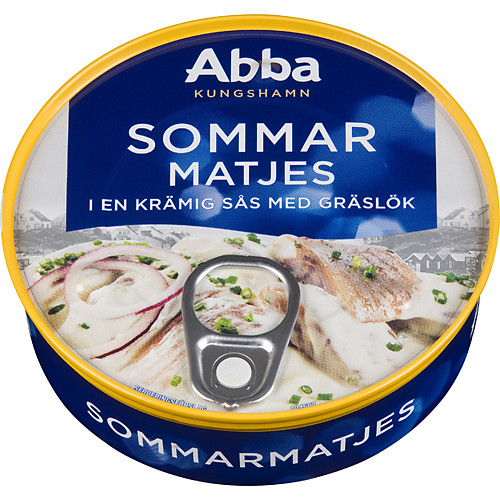 Abba
KUNGSHAMN
SOMMAR
MATJES
I EN KRÄMIG SÅS MED GRÄSLÖK
SOMMARMATJES